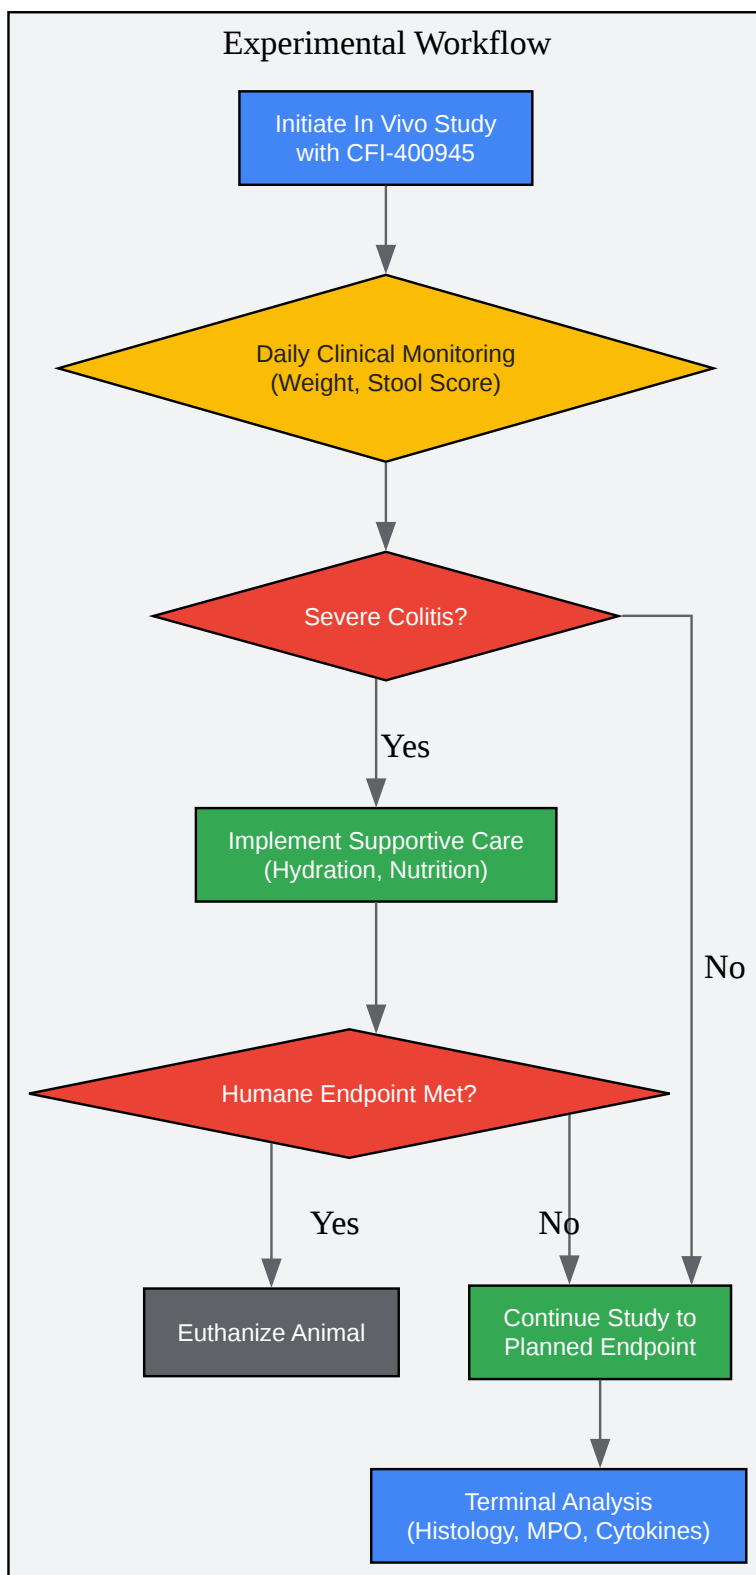 Experimental Workflow
Initiate In Vivo Study
with CFI-400945
Daily Clinical Monitoring
(Weight, Stool Score)
Severe Colitis?
Yes
Implement Supportive Care
(Hydration, Nutrition)
No
Humane Endpoint Met?
Yes
No
Euthanize Animal
Continue Study to
Planned Endpoint
Terminal Analysis
(Histology, MPO, Cytokines)